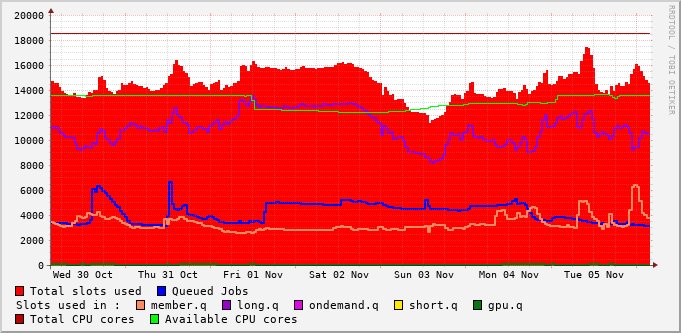 20000
18000
16000
14000
12000
10000
8000
6000
4000
2000
0
Wed 30 Oct Thu 31 Oct Fri 01 Nov Sat 02 Nov Sun 03 Nov Mon 04 Nov Tue 05 Nov
Total slots used Queued Jobs
Slots used in : member.q long.q ondemand.q short.q gpu.q
Total CPU cores Available CPU cores
RRDTOOL / TOBI OETIKER